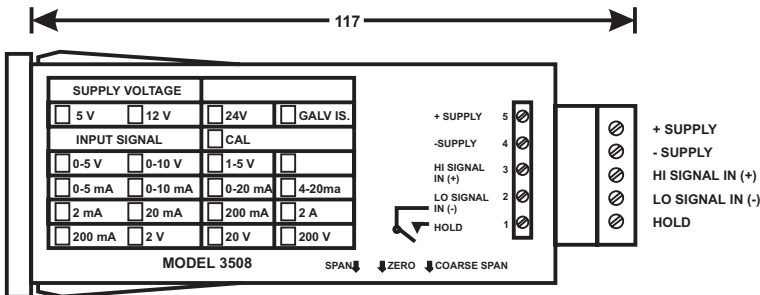 117
SUPPLY VOLTAGE
5 V 12 V 24V GALV IS.
INPUT SIGNAL CAL
0-5 V 0-10 V 1-5 V
0-5 mA 0-10 mA 0-20 mA 4-20ma
2 mA 20 mA 200 mA 2 A
200 mA 2 V 20 V 200 V
MODEL 3508
SPAN ZERO COARSE SPAN
+ SUPPLY 5
-SUPPLY 4
HI SIGNAL 3
IN (+)
LO SIGNAL 2
IN (-)
HOLD 1
+ SUPPLY
- SUPPLY
HI SIGNAL IN (+)
LO SIGNAL IN (-)
HOLD